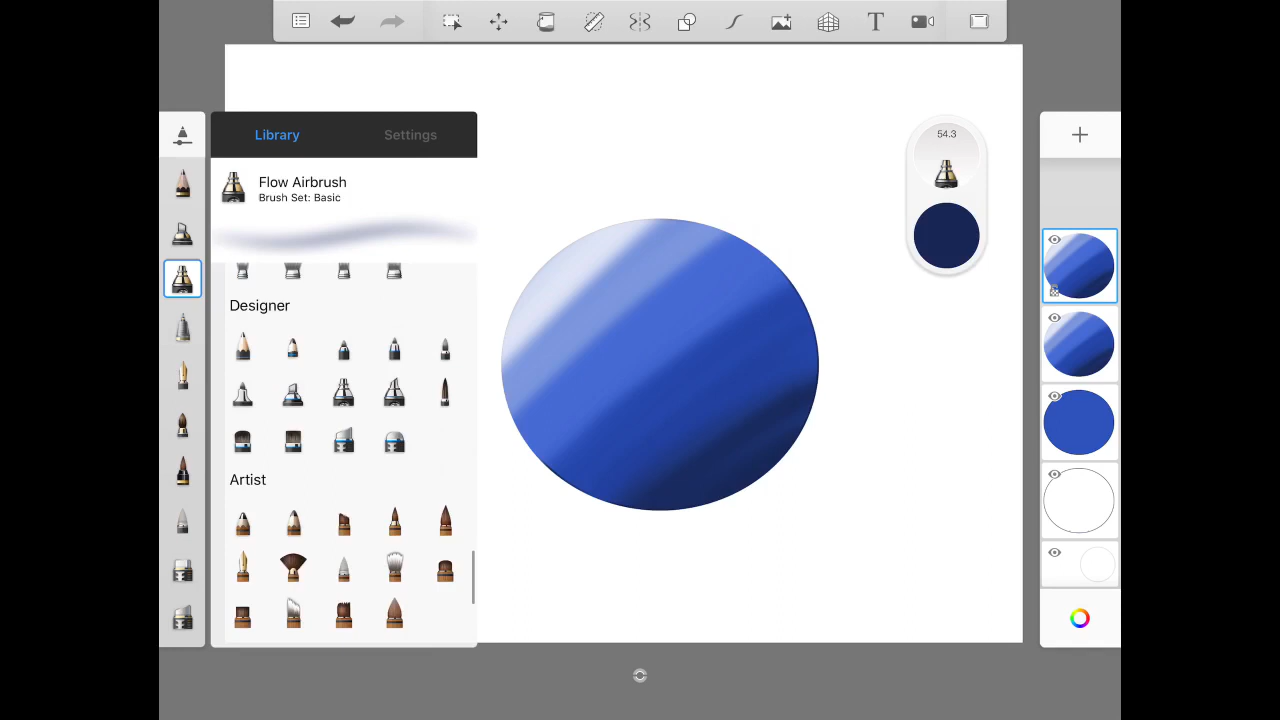 T
Library
Settings
54.3
Flow Airbrush
Brush Set: Basic
Designer
Artist